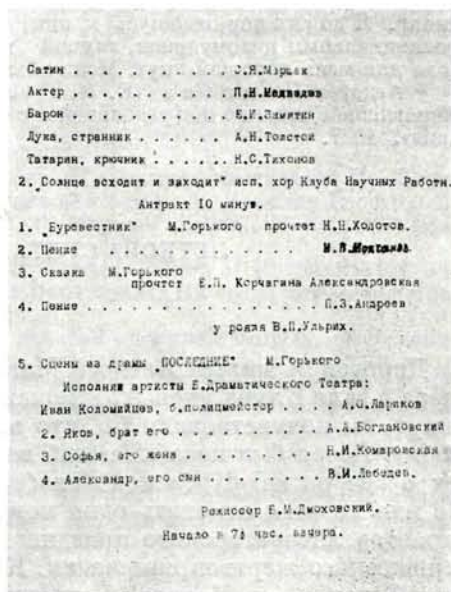 Сатин . . . . . . . . . . . С.Я.Маршак
Актер . . . . . . . . . . . П.Н.Медведев
Барон . . . . . . . . . . . Е.И.Замятин
Лука, странник . . . . . . А.Н.Толстой
Татарин, крючник . . . . . . Н.С.Тихонов
2. „Солнце всходит и заходит" исп. хор Клуба Научных Работн.
Антракт 10 минут.
1. „Буревестник" М.Горького прочтет Н.Н.Ходотов.
2. Пение . . . . . . . . . . . . . .
3. Сказка М.Горького
прочтет Е.П. Корчагина Александровская
4. Пение . . . . . . . . . . . . . . П.З.Андреев
у рояля В.П.Ульрих.
5. Сцены из драмы „ПОСЛЕДНИЕ" М.Горького
Исполняя артисты Б.Драматического Театра:
Иван Коломийцев, б.полицмейстер . . . . А.О.Лариков
2. Яков, брат его . . . . . . . . . А.А.Богдановский
3. Софья, его жена . . . . . . . . Н.И.Комаровская
4. Александр, его сын . . . . . . . . В.М.Лебедев.
Режиссер Е.М.Дмоховский.
Начало в 7½ час. вечера.